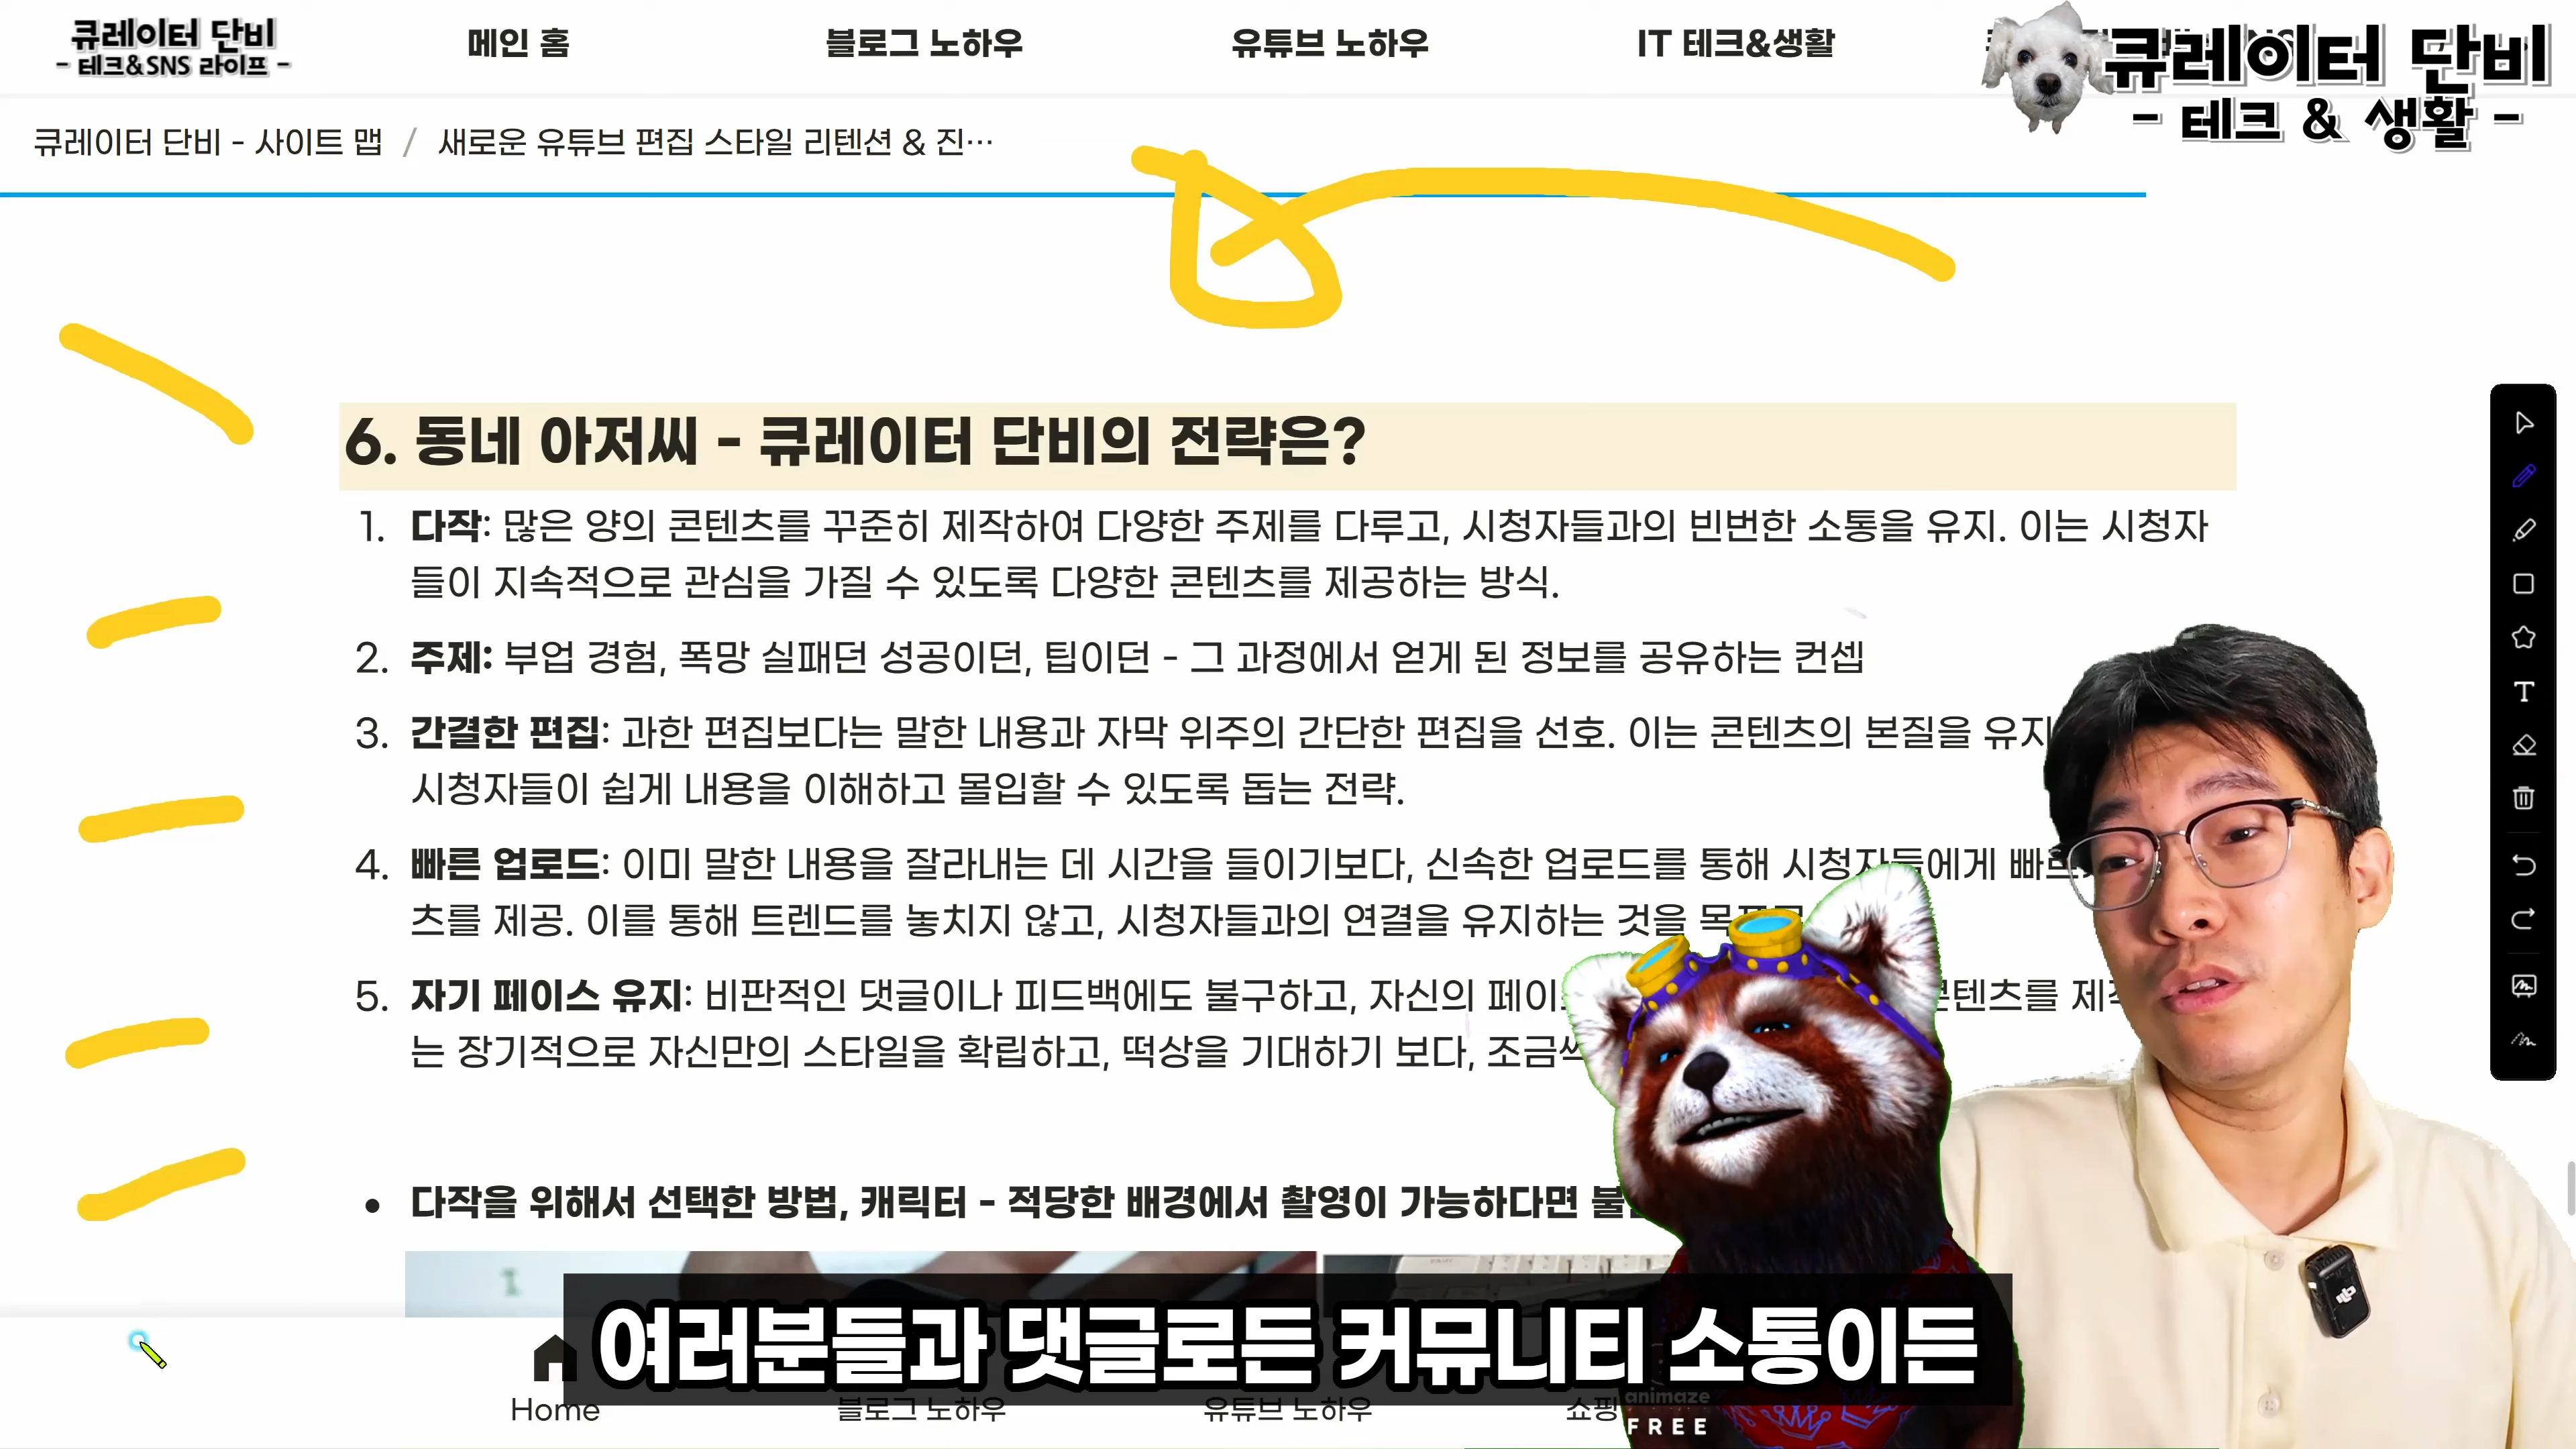 큐레이터 단비
- 테크&SNS 라이프 -
메인 홈
블로그 노하우
유튜브 노하우
IT 테크&생활
큐레이터 단비
- 테크 & 생활 -
큐레이터 단비 - 사이트 맵 / 새로운 유튜브 편집 스타일 리텐션 & 진…
6. 동네 아저씨 - 큐레이터 단비의 전략은?
1. 다작: 많은 양의 콘텐츠를 꾸준히 제작하여 다양한 주제를 다루고, 시청자들과의 빈번한 소통을 유지. 이는 시청자
들이 지속적으로 관심을 가질 수 있도록 다양한 콘텐츠를 제공하는 방식.
2. 주제: 부업 경험, 폭망 실패던 성공이던, 팁이던 - 그 과정에서 얻게 된 정보를 공유하는 컨셉
3. 간결한 편집: 과한 편집보다는 말한 내용과 자막 위주의 간단한 편집을 선호. 이는 콘텐츠의 본질을 유지
시청자들이 쉽게 내용을 이해하고 몰입할 수 있도록 돕는 전략.
4. 빠른 업로드: 이미 말한 내용을 잘라내는 데 시간을 들이기보다, 신속한 업로드를 통해 시청자들에게
츠를 제공. 이를 통해 트렌드를 놓치지 않고, 시청자들과의 연결을 유지하는 것을
5. 자기 페이스 유지: 비판적인 댓글이나 피드백에도 불구하고, 자신의 콘텐츠를
는 장기적으로 자신만의 스타일을 확립하고, 떡상을 기대하기 보다,
• 다작을 위해서 선택한 방법, 캐릭터 - 적당한 배경에서 촬영이 가능하다면
여러분들과 댓글로든 커뮤니티 소통이든
Home
블로그 노하우
유튜브 노하우
쇼핑
animaze
FREE